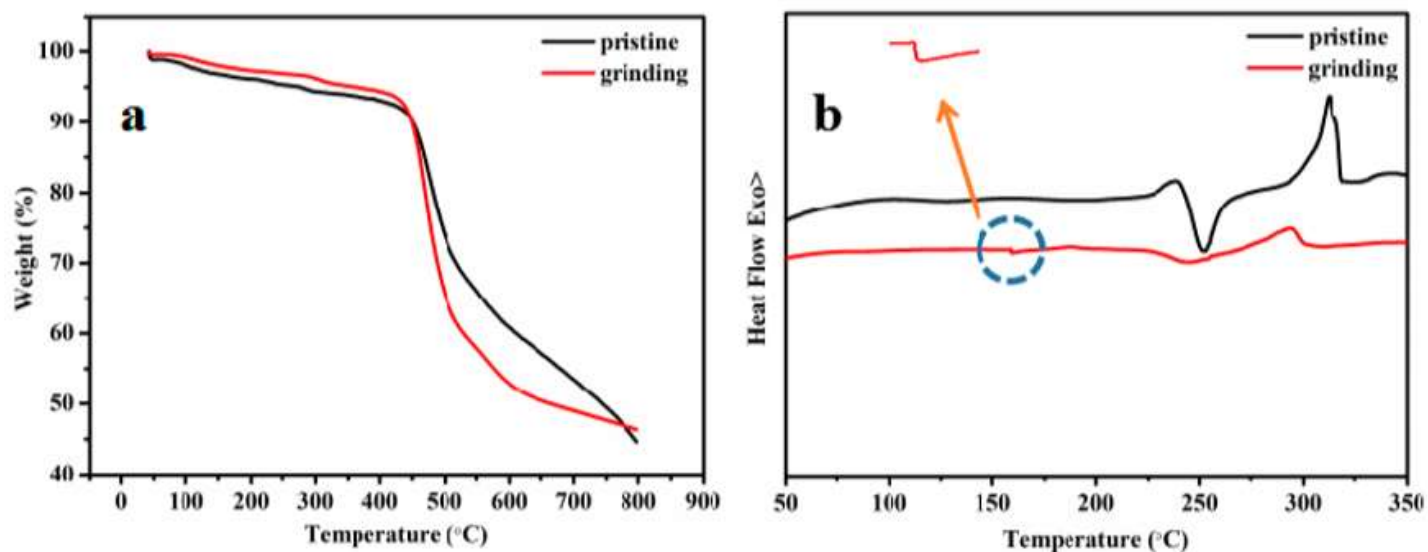 a
pristine
grinding
100
90
80
70
60
50
40
Weight (%)
0 100 200 300 400 500 600 700 800 900
Temperature (°C)
b
pristine
grinding
Heat Flow Exo>
50 100 150 200 250 300 350
Temperature (°C)